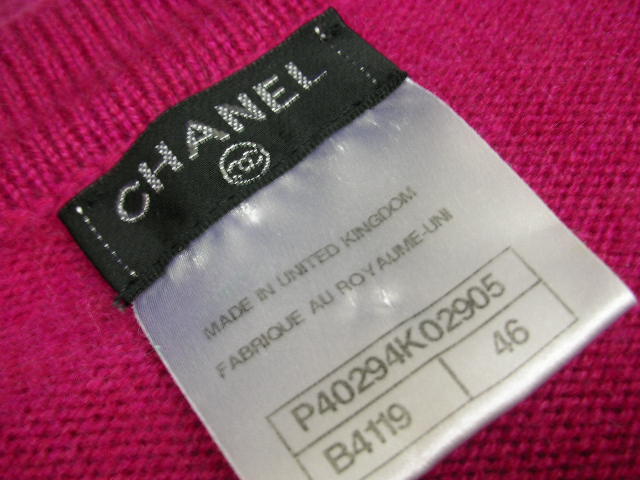 CHANEL
MADE IN UNITED KINGDOM
FABRIQUE AU ROYAUME-UNI
P40294K02905
B4119 46